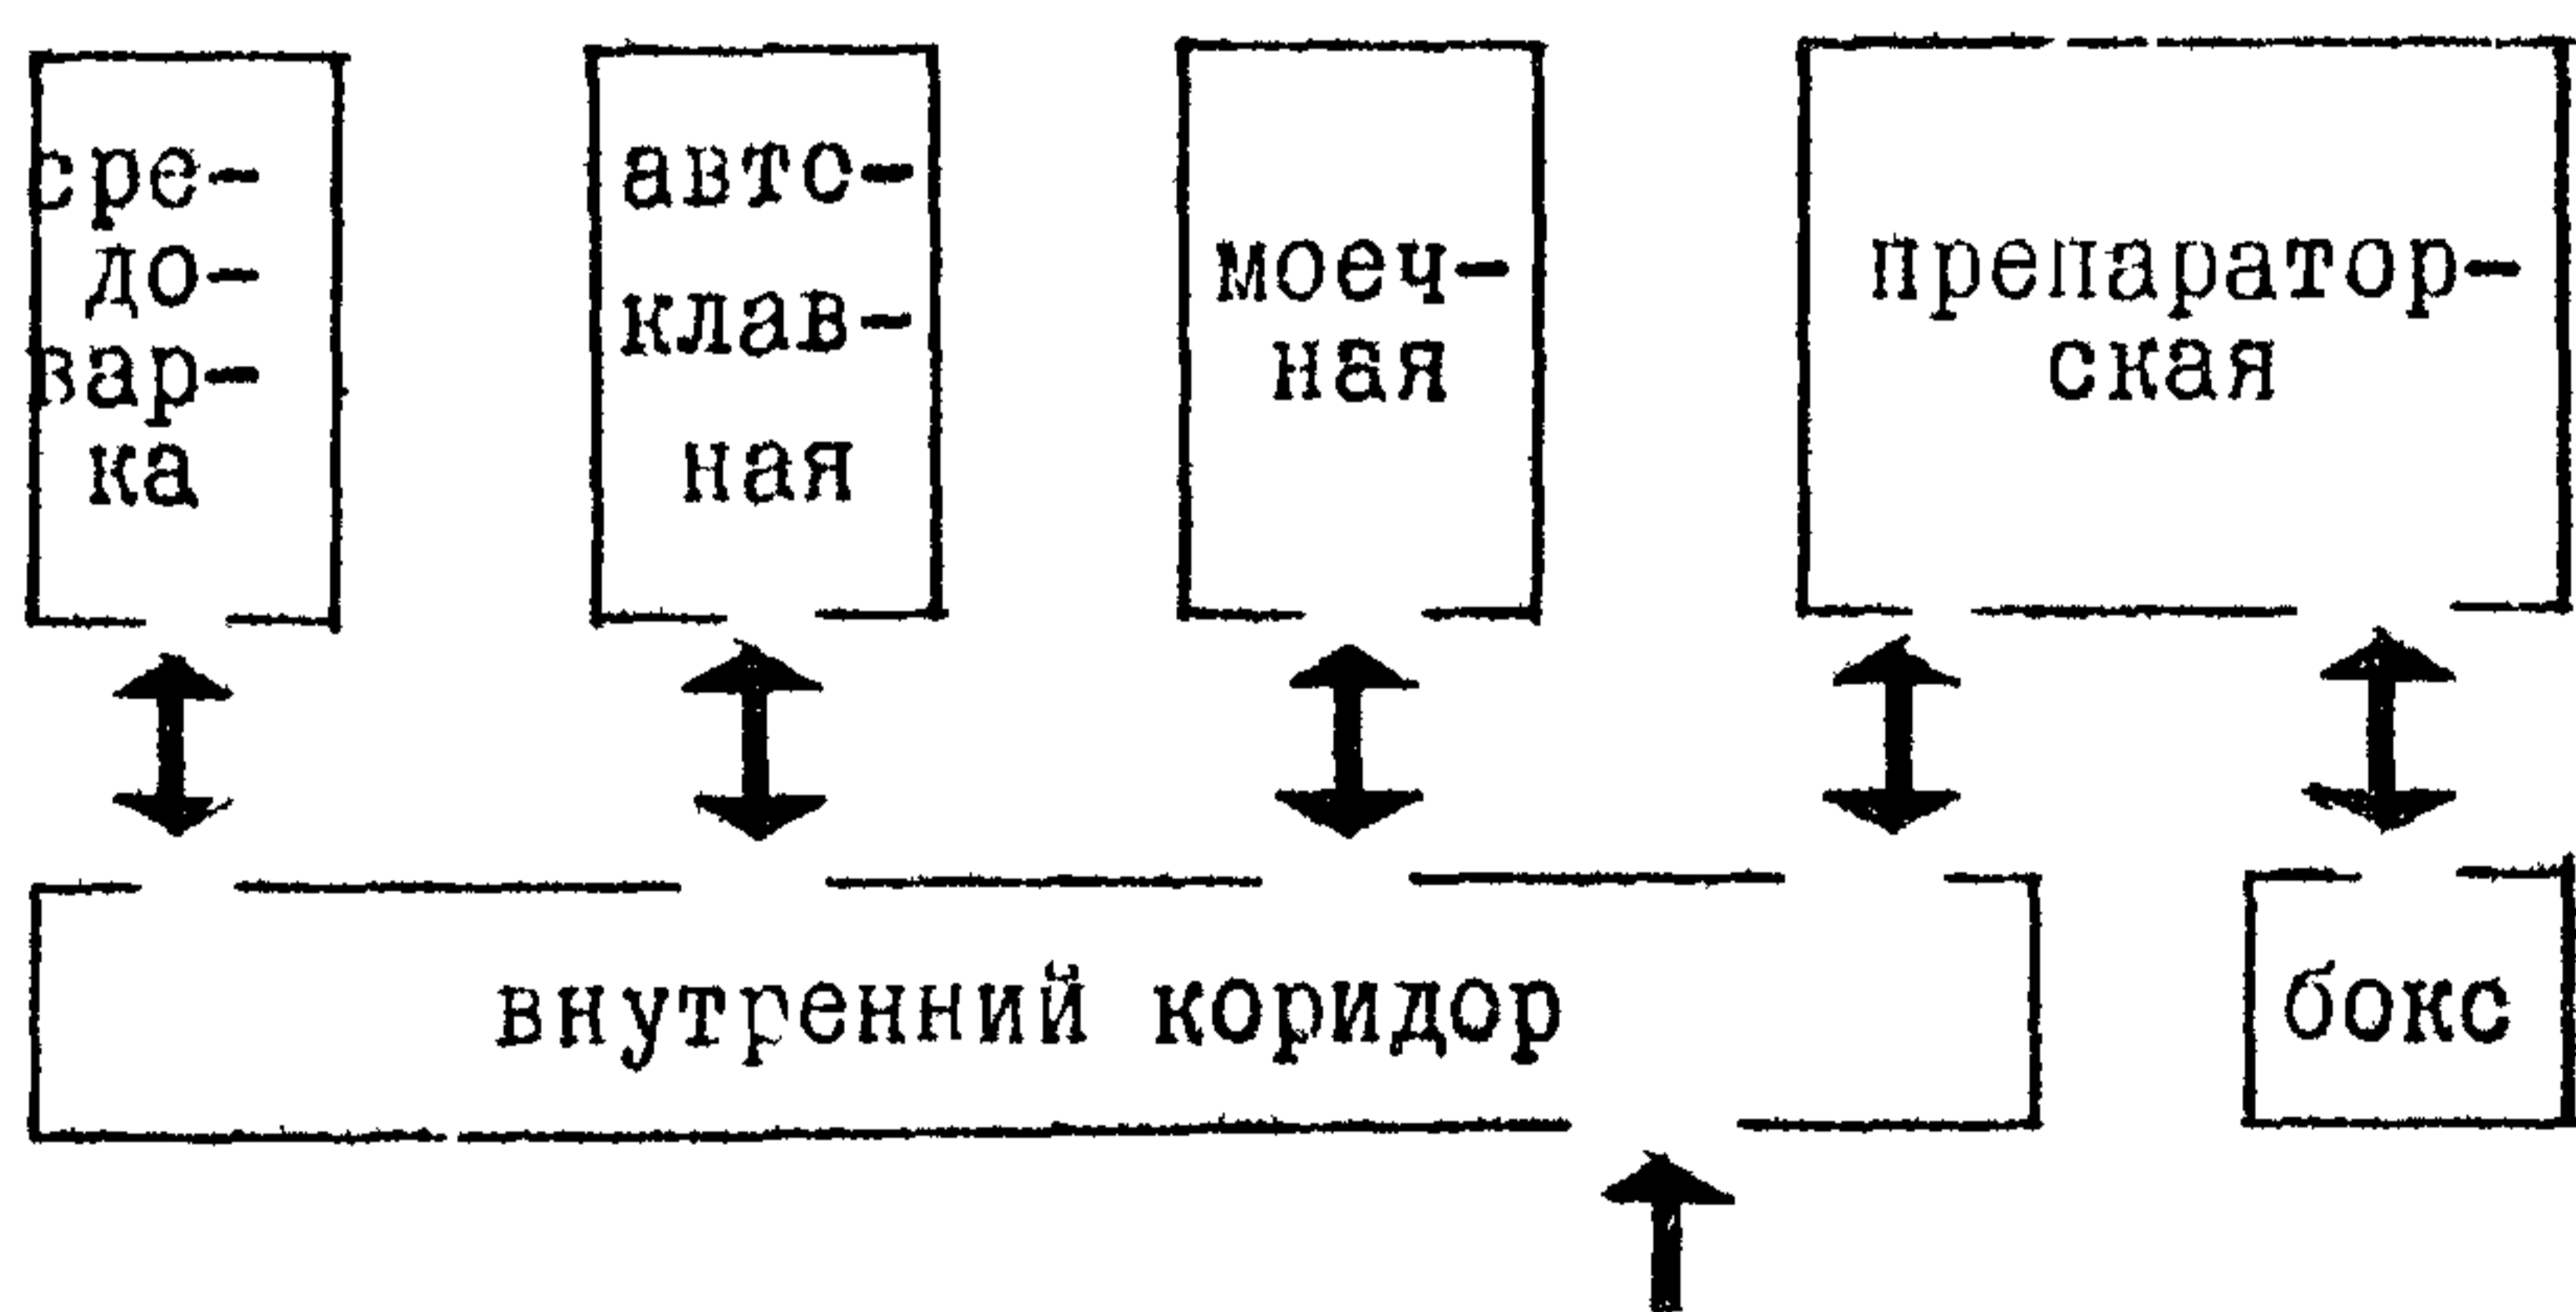 сре-
до-
вар-
ка
авто-
клав-
ная
моеч-
ная
препаратор-
ская
внутренний коридор
бокс